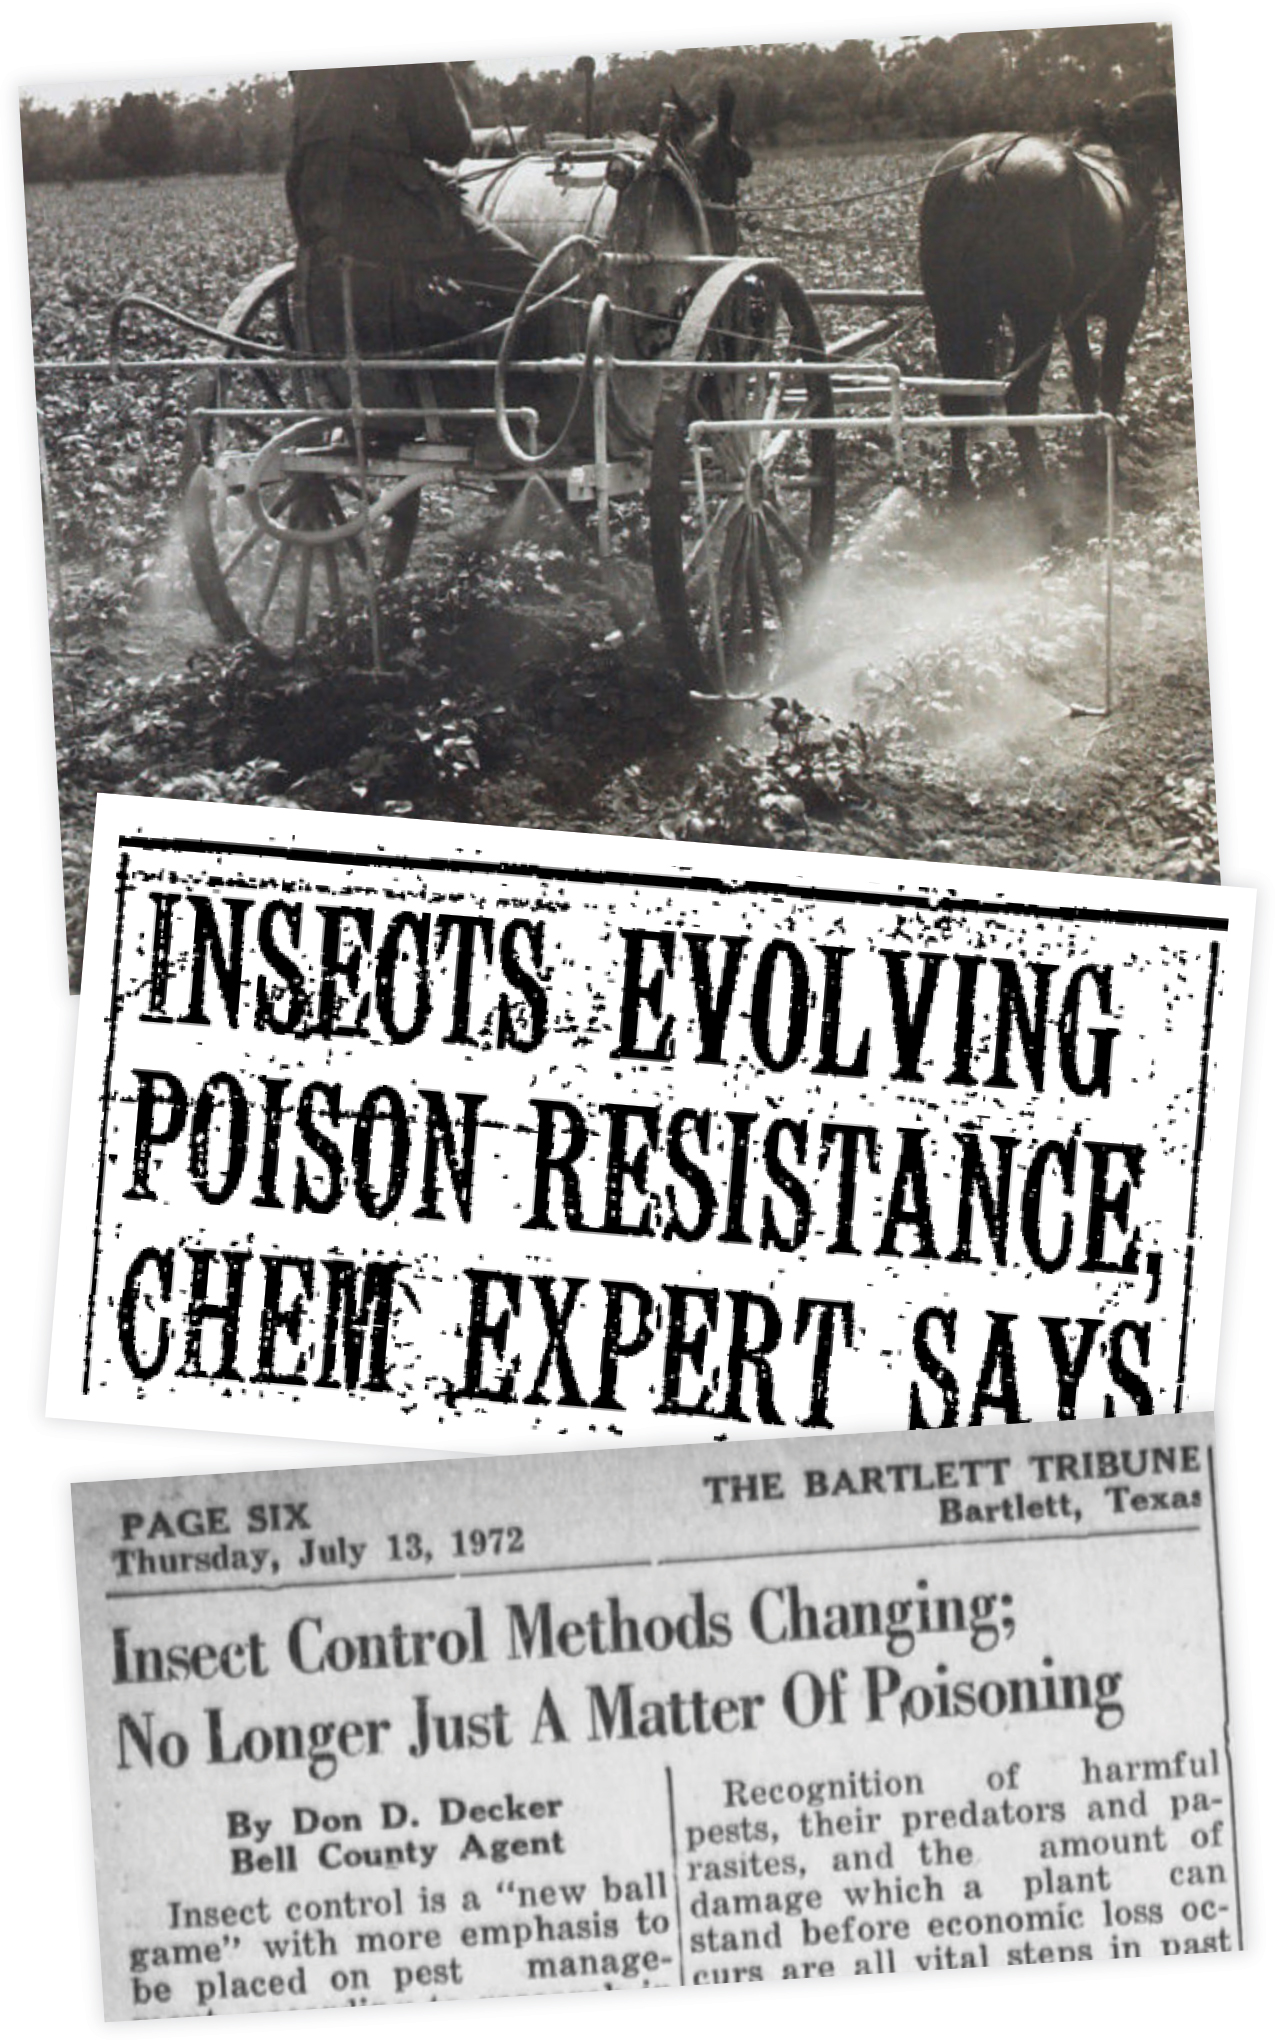 INSECTS EVOLVING
POISON RESISTANCE,
CHEM EXPERT SAYS
PAGE SIX
Thursday, July 13, 1972
THE BARTLETT TRIBUNE
Bartlett, Texas
Insect Control Methods Changing;
No Longer Just A Matter Of Poisoning
By Don D. Decker
Bell County Agent
Insect control is a "new ball
game" with more emphasis to
be placed on pest manage-
Recognition of harmful
pests, their predators and pa-
rasites, and the amount of
damage which a plant can
stand before economic loss oc-
curs are all vital steps in past